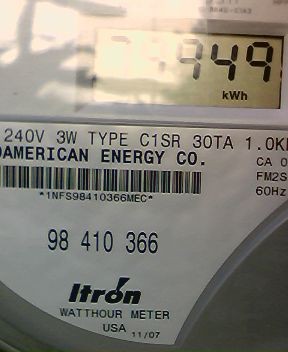 949
kWh
240V 3W TYPE C1SR 30TA 1.0K
AMERICAN ENERGY CO.
CA 0
FM2S
60Hz
*1NFS98410366MEC*
98 410 366
Itron
WATTHOUR METER
USA 11/07